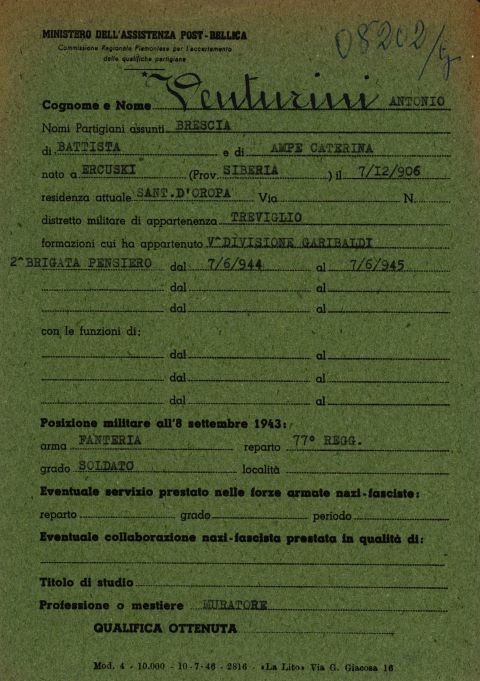 MINISTERO DELL'ASSISTENZA POST-BELLICA
Commissione Regionale Piemontese per l'accertamento
delle qualifiche partigiane
08202/G
Cognome e Nome Venturini ANTONIO
Nomi Partigiani assunti BRESCIA
di BATTISTA e di AMPE CATERINA
nato a ERCUSKI (Prov. SIBERIA ) il 7/12/906
residenza attuale SANT.D'OROPA Via N.
distretto militare di appartenenza TREVIGLIO
formazioni cui ha appartenuto V^DIVISIONE GARIBALDI
2^BRIGATA PENSIERO dal 7/6/944 al 7/6/945
dal al
dal al
con le funzioni di:
dal al
dal al
dal al
Posizione militare all'8 settembre 1943:
arma FANTERIA reparto 77° REGG.
grado SOLDATO località
Eventuale servizio prestato nelle forze armate nazi-fasciste:
reparto grado periodo
Eventuale collaborazione nazi-fascista prestata in qualità di:
Titolo di studio
Professione o mestiere MURATORE
QUALIFICA OTTENUTA
Mod. 4 - 10.000 - 10-7-46 - 2816 - «La Lito» Via G. Giacosa 16